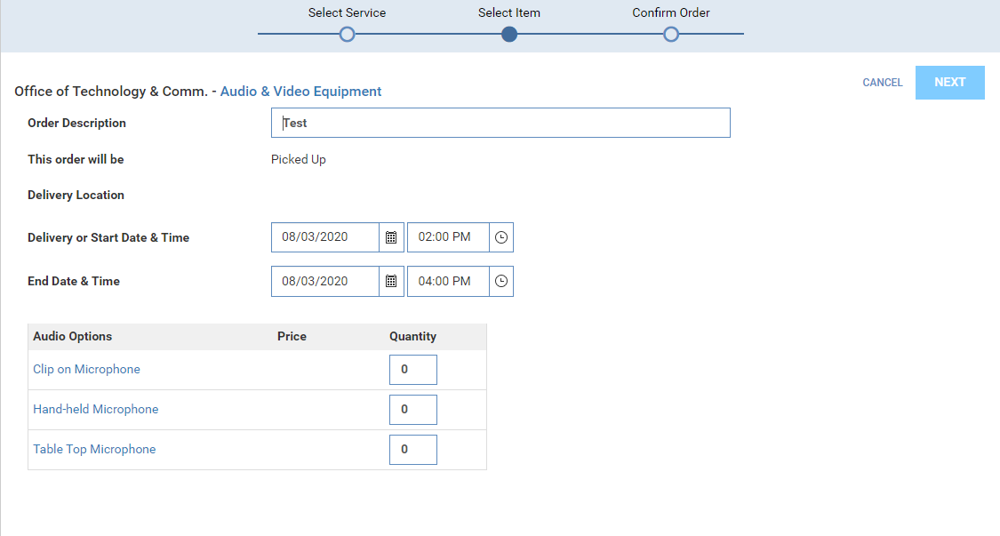 Select Service Select Item Confirm Order
Office of Technology & Comm. - Audio & Video Equipment CANCEL NEXT
Order Description Test
This order will be Picked Up
Delivery Location
Delivery or Start Date & Time 08/03/2020 02:00 PM
End Date & Time 08/03/2020 04:00 PM
Audio Options Price Quantity
Clip on Microphone 0
Hand-held Microphone 0
Table Top Microphone 0